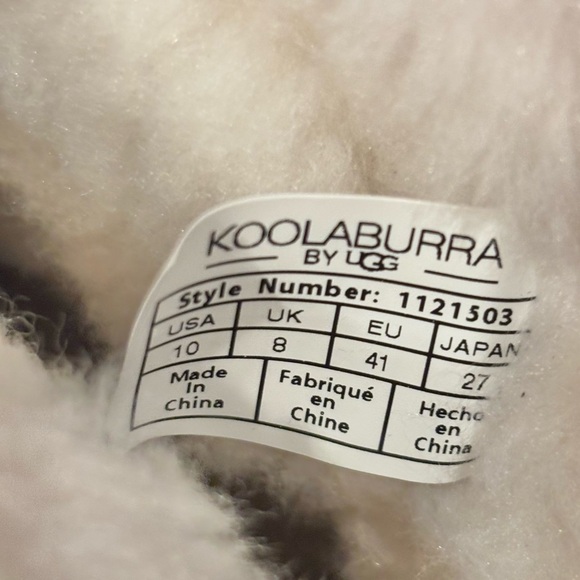 KOOLABURRA
BY UGG
Style Number: 1121503
USA UK EU JAPAN
10 8 41 27
Made In China
Fabriqué en Chine
Hecho en China